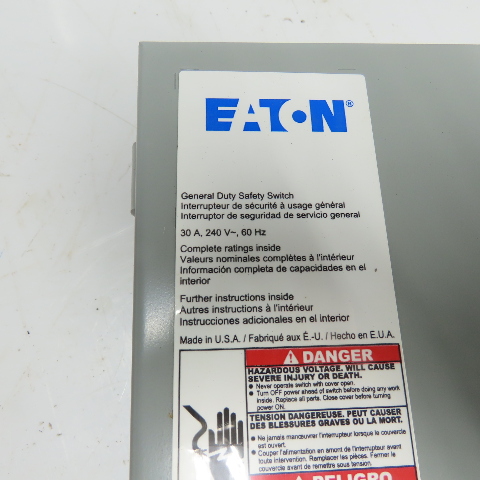 EATON®
General Duty Safety Switch
Interrupteur de sécurité à usage général
Interruptor de seguridad de servicio general
30 A, 240 V~, 60 Hz
Complete ratings inside
Valeurs nominales complètes à l'intérieur
Información completa de capacidades en el
interior
Further instructions inside
Autres instructions à l'intérieur
Instrucciones adicionales en el interior
Made in U.S.A. / Fabriqué aux É.-U. / Hecho en E.U.A.
DANGER
HAZARDOUS VOLTAGE. WILL CAUSE
SEVERE INJURY OR DEATH.
● Never operate switch with cover open.
● Turn OFF power ahead of switch before doing any work
inside. Replace all parts. Close cover before turning
power ON.
TENSION DANGEREUSE. PEUT CAUSER
DES BLESSURES GRAVES OU LA MORT.
● Ne jamais manœuvrer l'interrupteur lorsque le couvercle
est ouvert.
● Couper l'alimentation en amont de l'interrupteur avant
toute intervention. Remplacer les pièces. Fermer le
couvercle avant de remettre sous tension.
PELIGRO